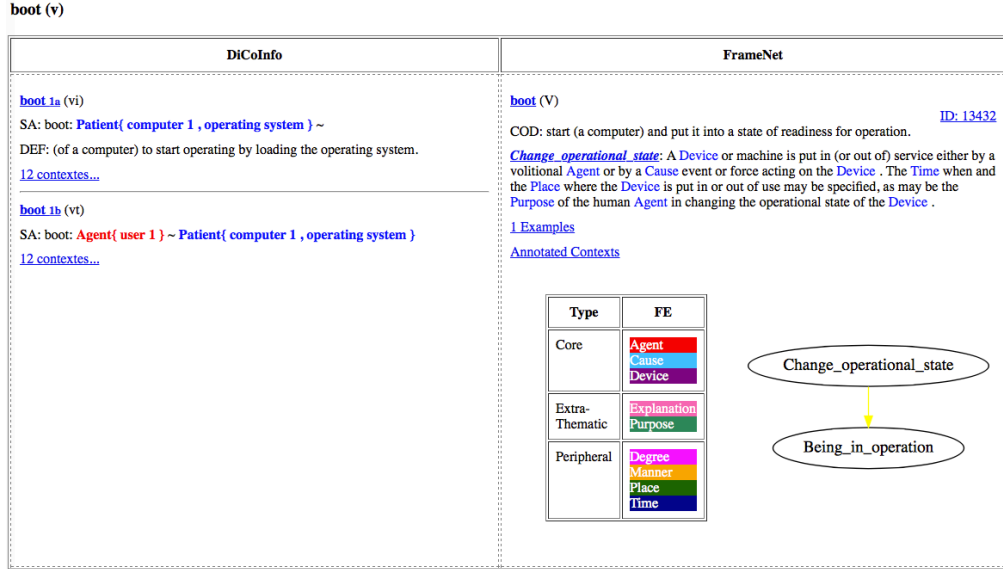 boot (v)
DiCoInfo
FrameNet
boot 1a (vi)
SA: boot: Patient{ computer 1 , operating system } ~
DEF: (of a computer) to start operating by loading the operating system.
12 contextes...
boot 1b (vt)
SA: boot: Agent{ user 1 } ~ Patient{ computer 1 , operating system }
12 contextes...
boot (V)
ID: 13432
COD: start (a computer) and put it into a state of readiness for operation.
Change_operational_state: A Device or machine is put in (or out of) service either by a
volitional Agent or by a Cause event or force acting on the Device . The Time when and
the Place where the Device is put in or out of use may be specified, as may be the
Purpose of the human Agent in changing the operational state of the Device .
1 Examples
Annotated Contexts
Type FE
Core
Agent
Cause
Device
Extra-
Thematic
Explanation
Purpose
Peripheral
Degree
Manner
Place
Time
Change_operational_state
Being_in_operation